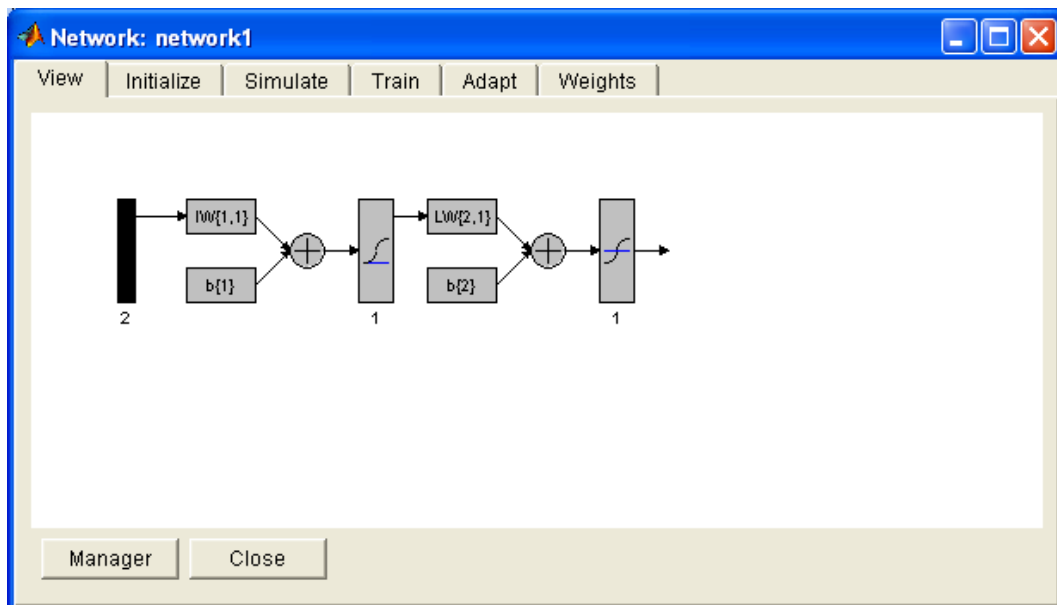 Network: network1
View Initialize Simulate Train Adapt Weights
IW{1,1} LW{2,1}
b{1} b{2}
2 1 1
Manager Close